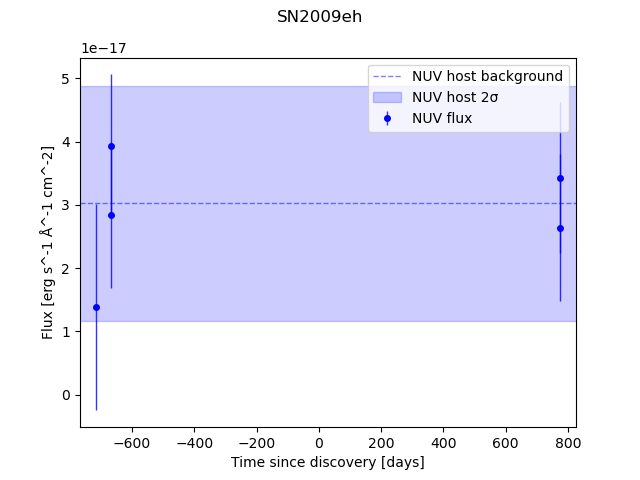 SN2009eh
1e−17
NUV host background
NUV host 2σ
NUV flux
5
4
3
2
1
0
Flux [erg s^-1 Å^-1 cm^-2]
−600 −400 −200 0 200 400 600 800
Time since discovery [days]